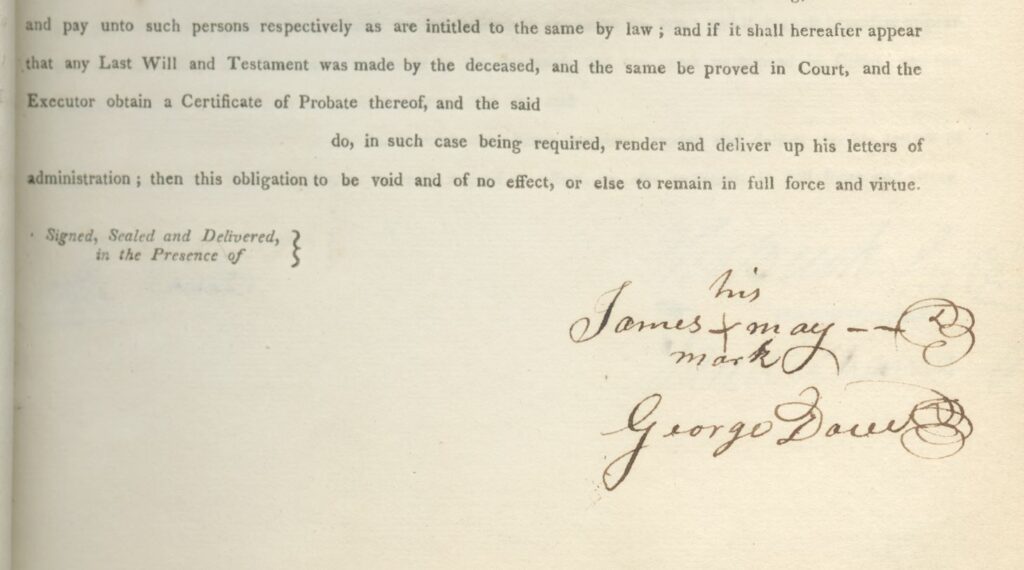 and pay unto such persons respectively as are intitled to the same by law ; and if it shall hereafter appear
that any Last Will and Testament was made by the deceased, and the same be proved in Court, and the
Executor obtain a Certificate of Probate thereof, and the said
do, in such case being required, render and deliver up his letters of
administration ; then this obligation to be void and of no effect, or else to remain in full force and virtue.
Signed, Sealed and Delivered,
in the Presence of
his
James + may
mark
George